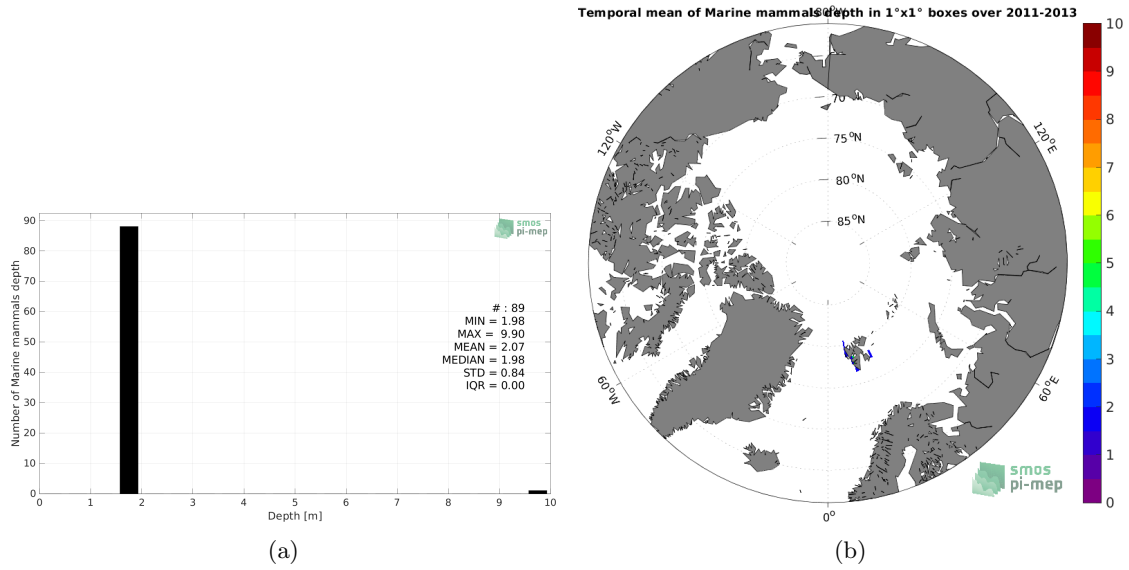 Temporal mean of Marine mammals depth in 1°x1° boxes over 2011-2013
180°W
120°W
120°E
60°W
60°E
0°
70°N
75°N
80°N
85°N
10
9
8
7
6
5
4
3
2
1
0
smos
pi-mep
Number of Marine mammals depth
90
80
70
60
50
40
30
20
10
0
0 1 2 3 4 5 6 7 8 9 10
Depth [m]
smos
pi-mep
# : 89
MIN = 1.98
MAX = 9.90
MEAN = 2.07
MEDIAN = 1.98
STD = 0.84
IQR = 0.00
(a)
(b)